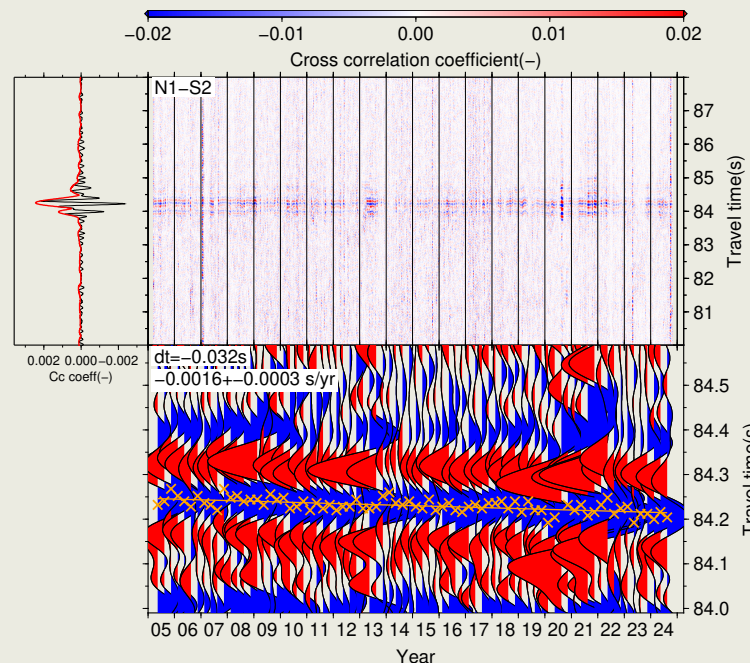 −0.02 −0.01 0.00 0.01 0.02
Cross correlation coefficient(−)
N1−S2
87
86
85
84
83
82
81
Travel time(s)
0.002 0.000 −0.002
Cc coeff(−)
dt=−0.032s
−0.0016+−0.0003 s/yr
84.5
84.4
84.3
84.2
84.1
84.0
Travel time(s)
05 06 07 08 09 10 11 12 13 14 15 16 17 18 19 20 21 22 23 24
Year